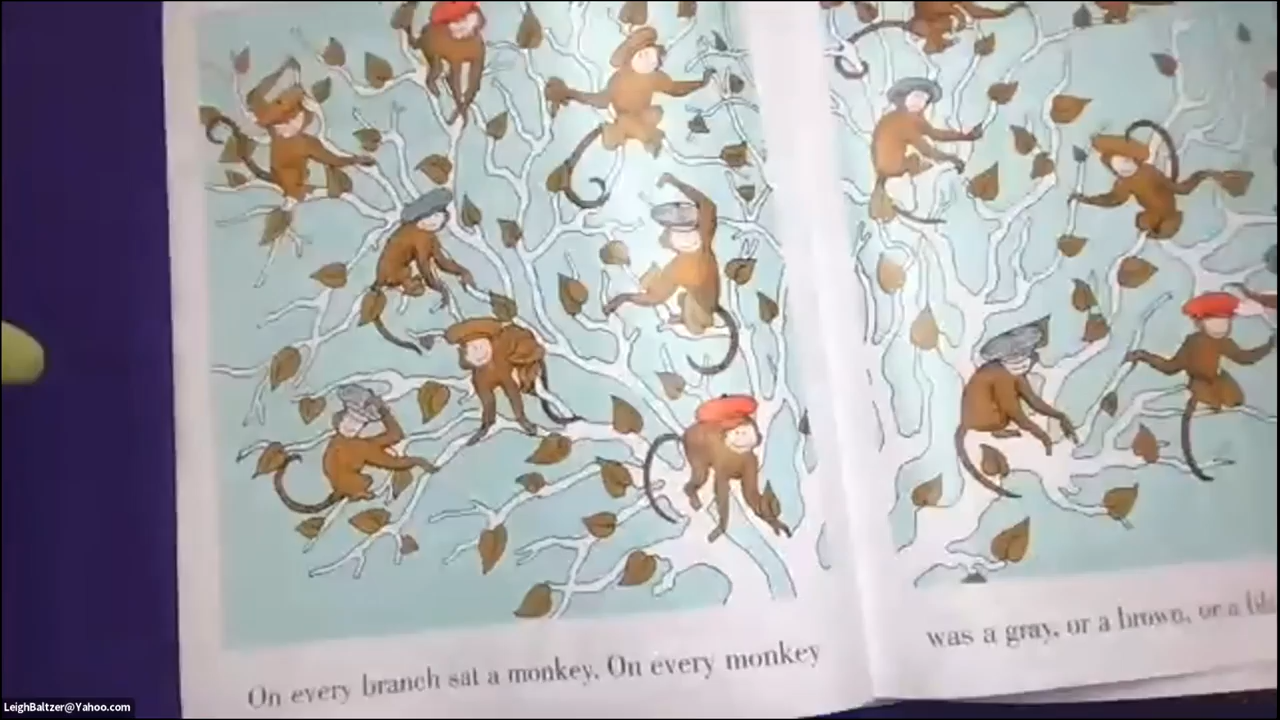 On every branch sat a monkey. On every monkey
was a gray, or a brown, or a
LeighBaltzer@Yahoo.com